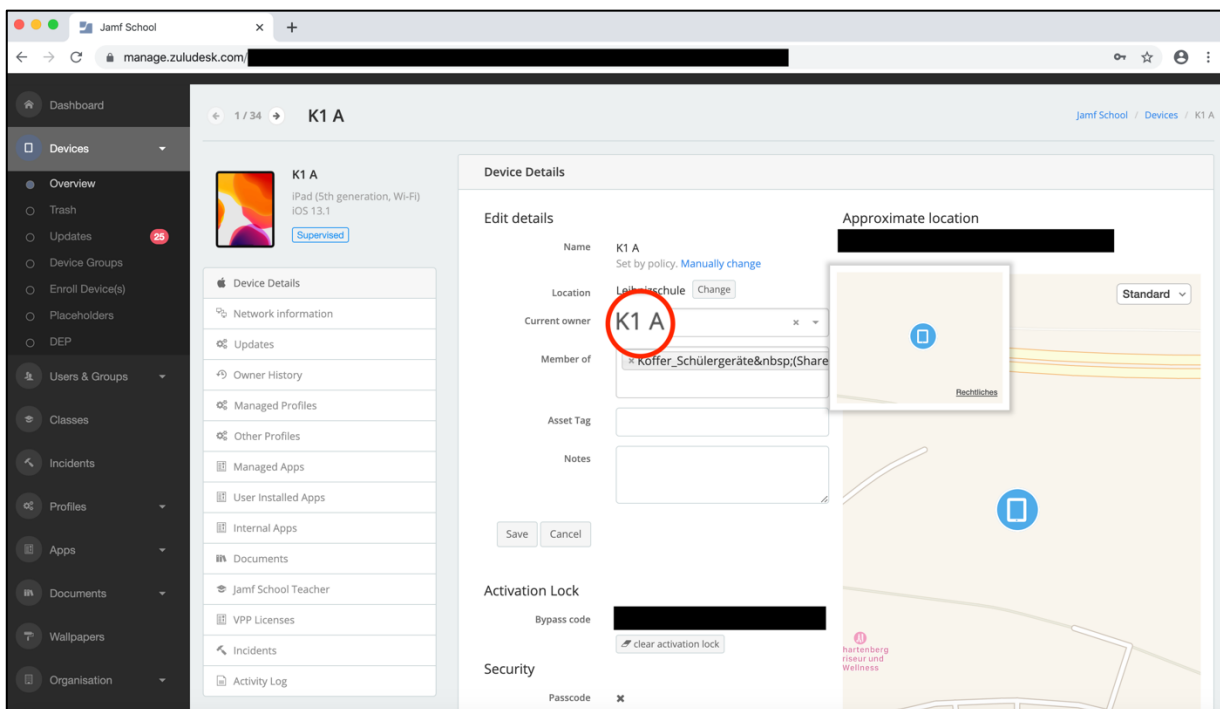 Jamf School
manage.zuludesk.com/
Dashboard
Devices
Overview
Trash
Updates 25
Device Groups
Enroll Device(s)
Placeholders
DEP
Users & Groups
Classes
Incidents
Profiles
Apps
Documents
Wallpapers
Organisation
1 / 34 K1 A
Jamf School / Devices / K1 A
K1 A
iPad (5th generation, Wi-Fi)
iOS 13.1
Supervised
Device Details
Network information
Updates
Owner History
Managed Profiles
Other Profiles
Managed Apps
User Installed Apps
Internal Apps
Documents
Jamf School Teacher
VPP Licenses
Incidents
Activity Log
Device Details
Edit details
Name K1 A
Set by policy. Manually change
Location Leibnizschule Change
Current owner K1 A
Member of × Koffer_Schülergeräte&nbsp;(Share
Asset Tag
Notes
Save Cancel
Activation Lock
Bypass code
clear activation lock
Security
Passcode
Approximate location
Standard
Rechtliches
hartenberg
riseur und
Wellness